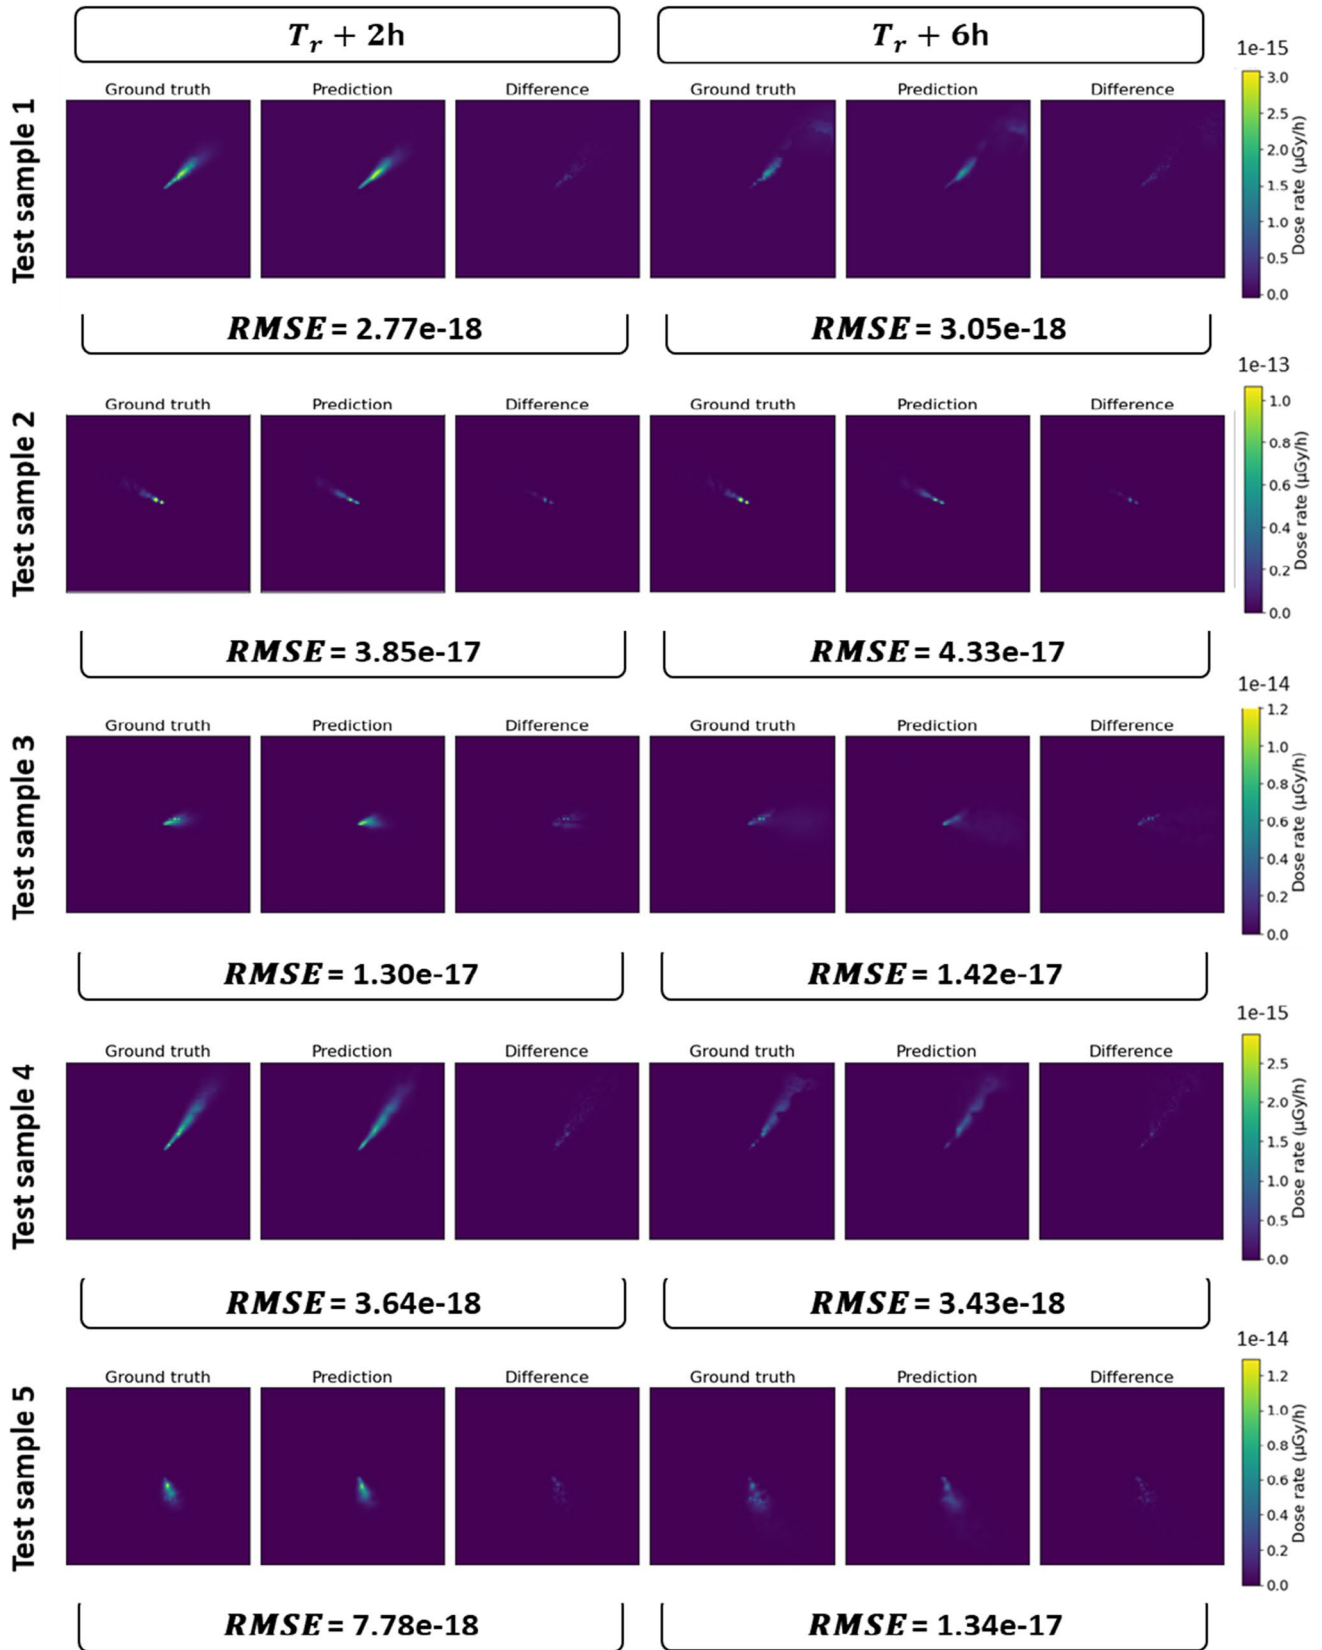 T_r + 2h
T_r + 6h
1e-15
Test sample 1
Ground truth Prediction Difference Ground truth Prediction Difference
3.0
2.5
2.0
1.5
1.0
0.5
0.0
Dose rate (μGy/h)
RMSE = 2.77e-18
RMSE = 3.05e-18
1e-13
Test sample 2
Ground truth Prediction Difference Ground truth Prediction Difference
1.0
0.8
0.6
0.4
0.2
0.0
Dose rate (μGy/h)
RMSE = 3.85e-17
RMSE = 4.33e-17
1e-14
Test sample 3
Ground truth Prediction Difference Ground truth Prediction Difference
1.2
1.0
0.8
0.6
0.4
0.2
0.0
Dose rate (μGy/h)
RMSE = 1.30e-17
RMSE = 1.42e-17
1e-15
Test sample 4
Ground truth Prediction Difference Ground truth Prediction Difference
2.5
2.0
1.5
1.0
0.5
0.0
Dose rate (μGy/h)
RMSE = 3.64e-18
RMSE = 3.43e-18
1e-14
Test sample 5
Ground truth Prediction Difference Ground truth Prediction Difference
1.2
1.0
0.8
0.6
0.4
0.2
0.0
Dose rate (μGy/h)
RMSE = 7.78e-18
RMSE = 1.34e-17